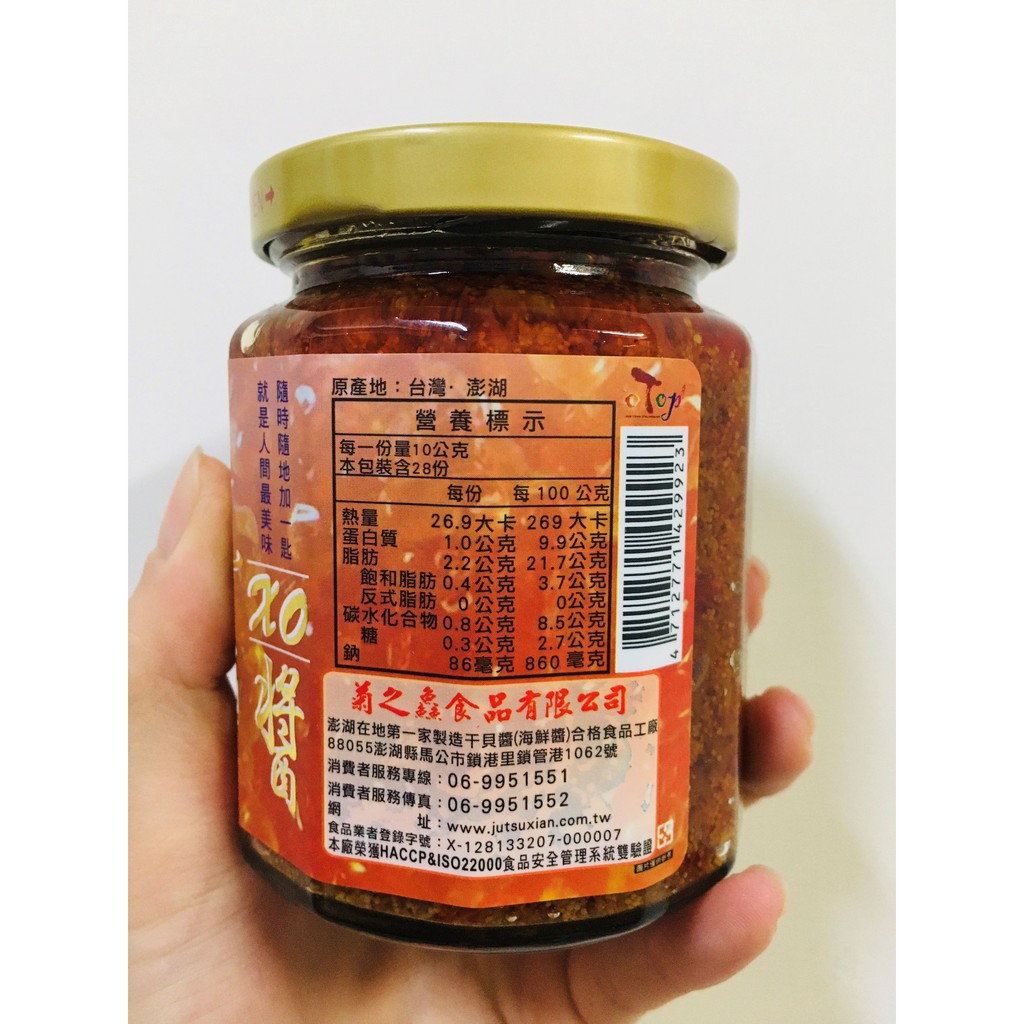 EN→
隨時隨地加一匙
就是人間最美味
XO
醬
原產地：台灣·澎湖
oTop
營養標示
每一份量10公克
本包裝含28份
每份 每100公克
熱量 26.9大卡 269大卡
蛋白質 1.0公克 9.9公克
脂肪 2.2公克 21.7公克
飽和脂肪 0.4公克 3.7公克
反式脂肪 0公克 0公克
碳水化合物 0.8公克 8.5公克
糖 0.3公克 2.7公克
鈉 86毫克 860毫克
4712771429923
菊之鱻食品有限公司
澎湖在地第一家製造干貝醬(海鮮醬)合格食品工廠
88055澎湖縣馬公市鎖港里鎖管港1062號
消費者服務專線：06-9951551
消費者服務傳真：06-9951552
網址：www.jutsuxian.com.tw
食品業者登錄字號：X-128133207-000007
本廠榮獲HACCP&ISO22000食品安全管理系統雙驗證